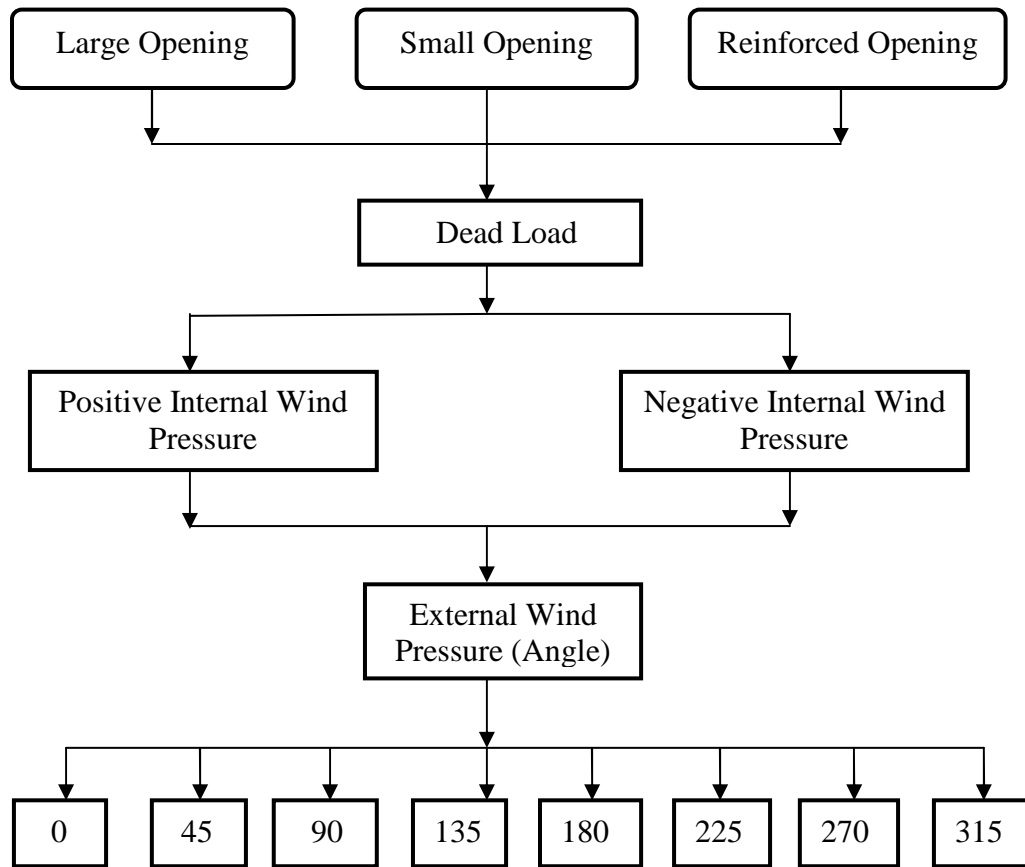 Large Opening
Small Opening
Reinforced Opening
Dead Load
Positive Internal Wind
Pressure
Negative Internal Wind
Pressure
External Wind
Pressure (Angle)
0
45
90
135
180
225
270
315